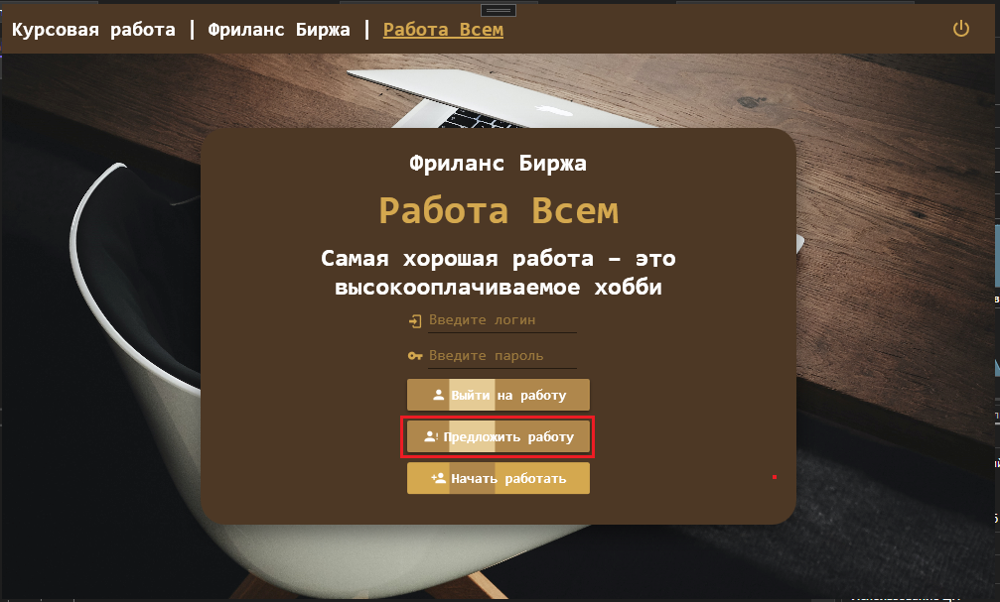 Курсовая работа | Фриланс Биржа | Работа Всем
Фриланс Биржа
Работа Всем
Самая хорошая работа – это
высокооплачиваемое хобби
Введите логин
Введите пароль
Выйти на работу
Предложить работу
Начать работать